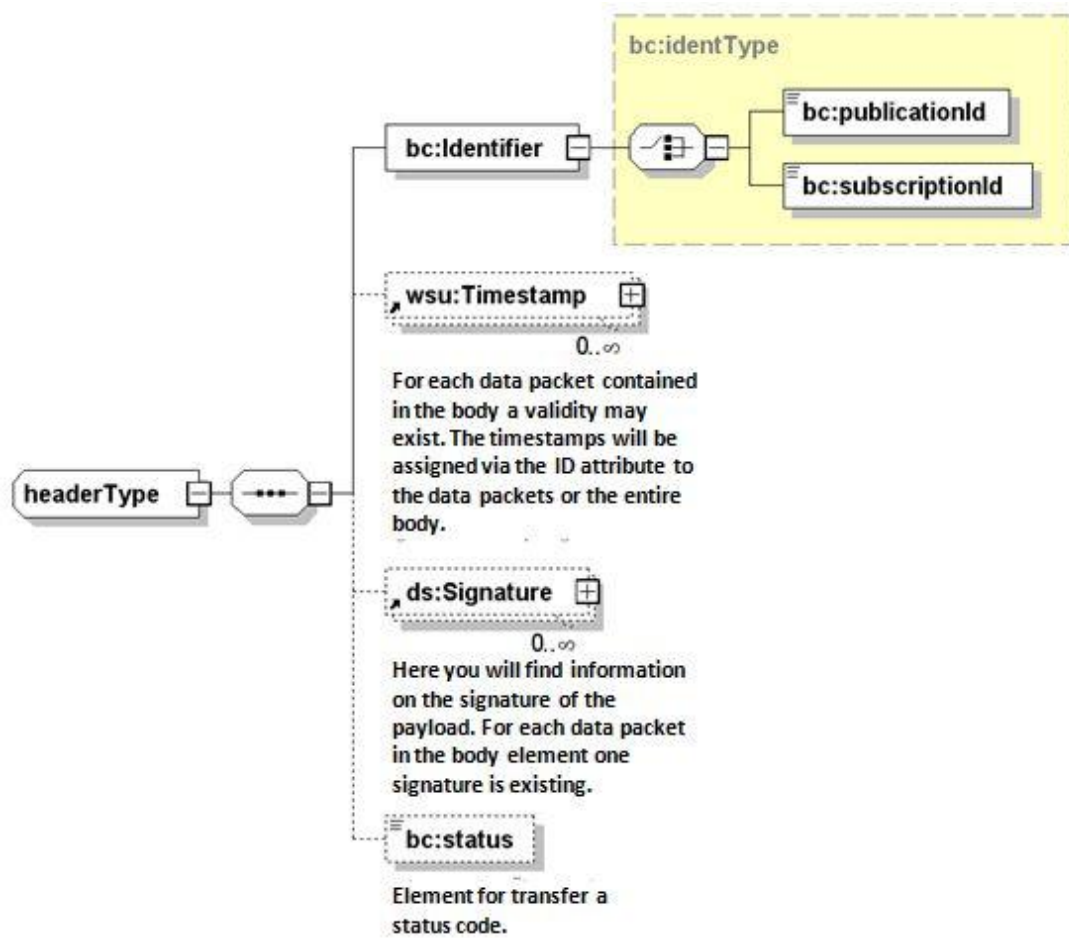 bc:identType
bc:publicationId
bc:Identifier
bc:subscriptionId
wsu:Timestamp
0..∞
For each data packet contained
in the body a validity may
exist. The timestamps will be
assigned via the ID attribute to
the data packets or the entire
body.
headerType
ds:Signature
0..∞
Here you will find information
on the signature of the
payload. For each data packet
in the body element one
signature is existing.
bc:status
Element for transfer a
status code.